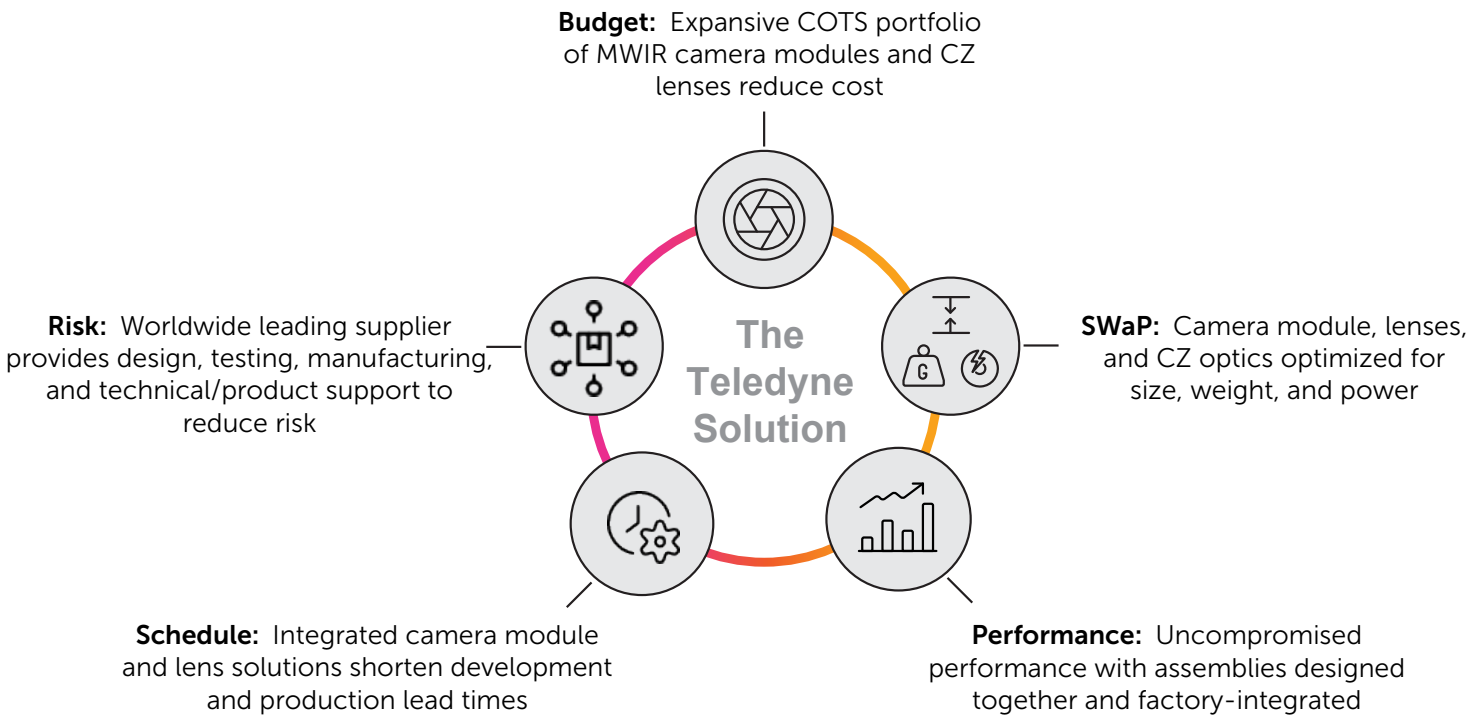 Budget: Expansive COTS portfolio
of MWIR camera modules and CZ
lenses reduce cost
The
Teledyne
Solution
SWaP: Camera module, lenses,
and CZ optics optimized for
size, weight, and power
G
Performance: Uncompromised
performance with assemblies designed
together and factory-integrated
Schedule: Integrated camera module
and lens solutions shorten development
and production lead times
Risk: Worldwide leading supplier
provides design, testing, manufacturing,
and technical/product support to
reduce risk